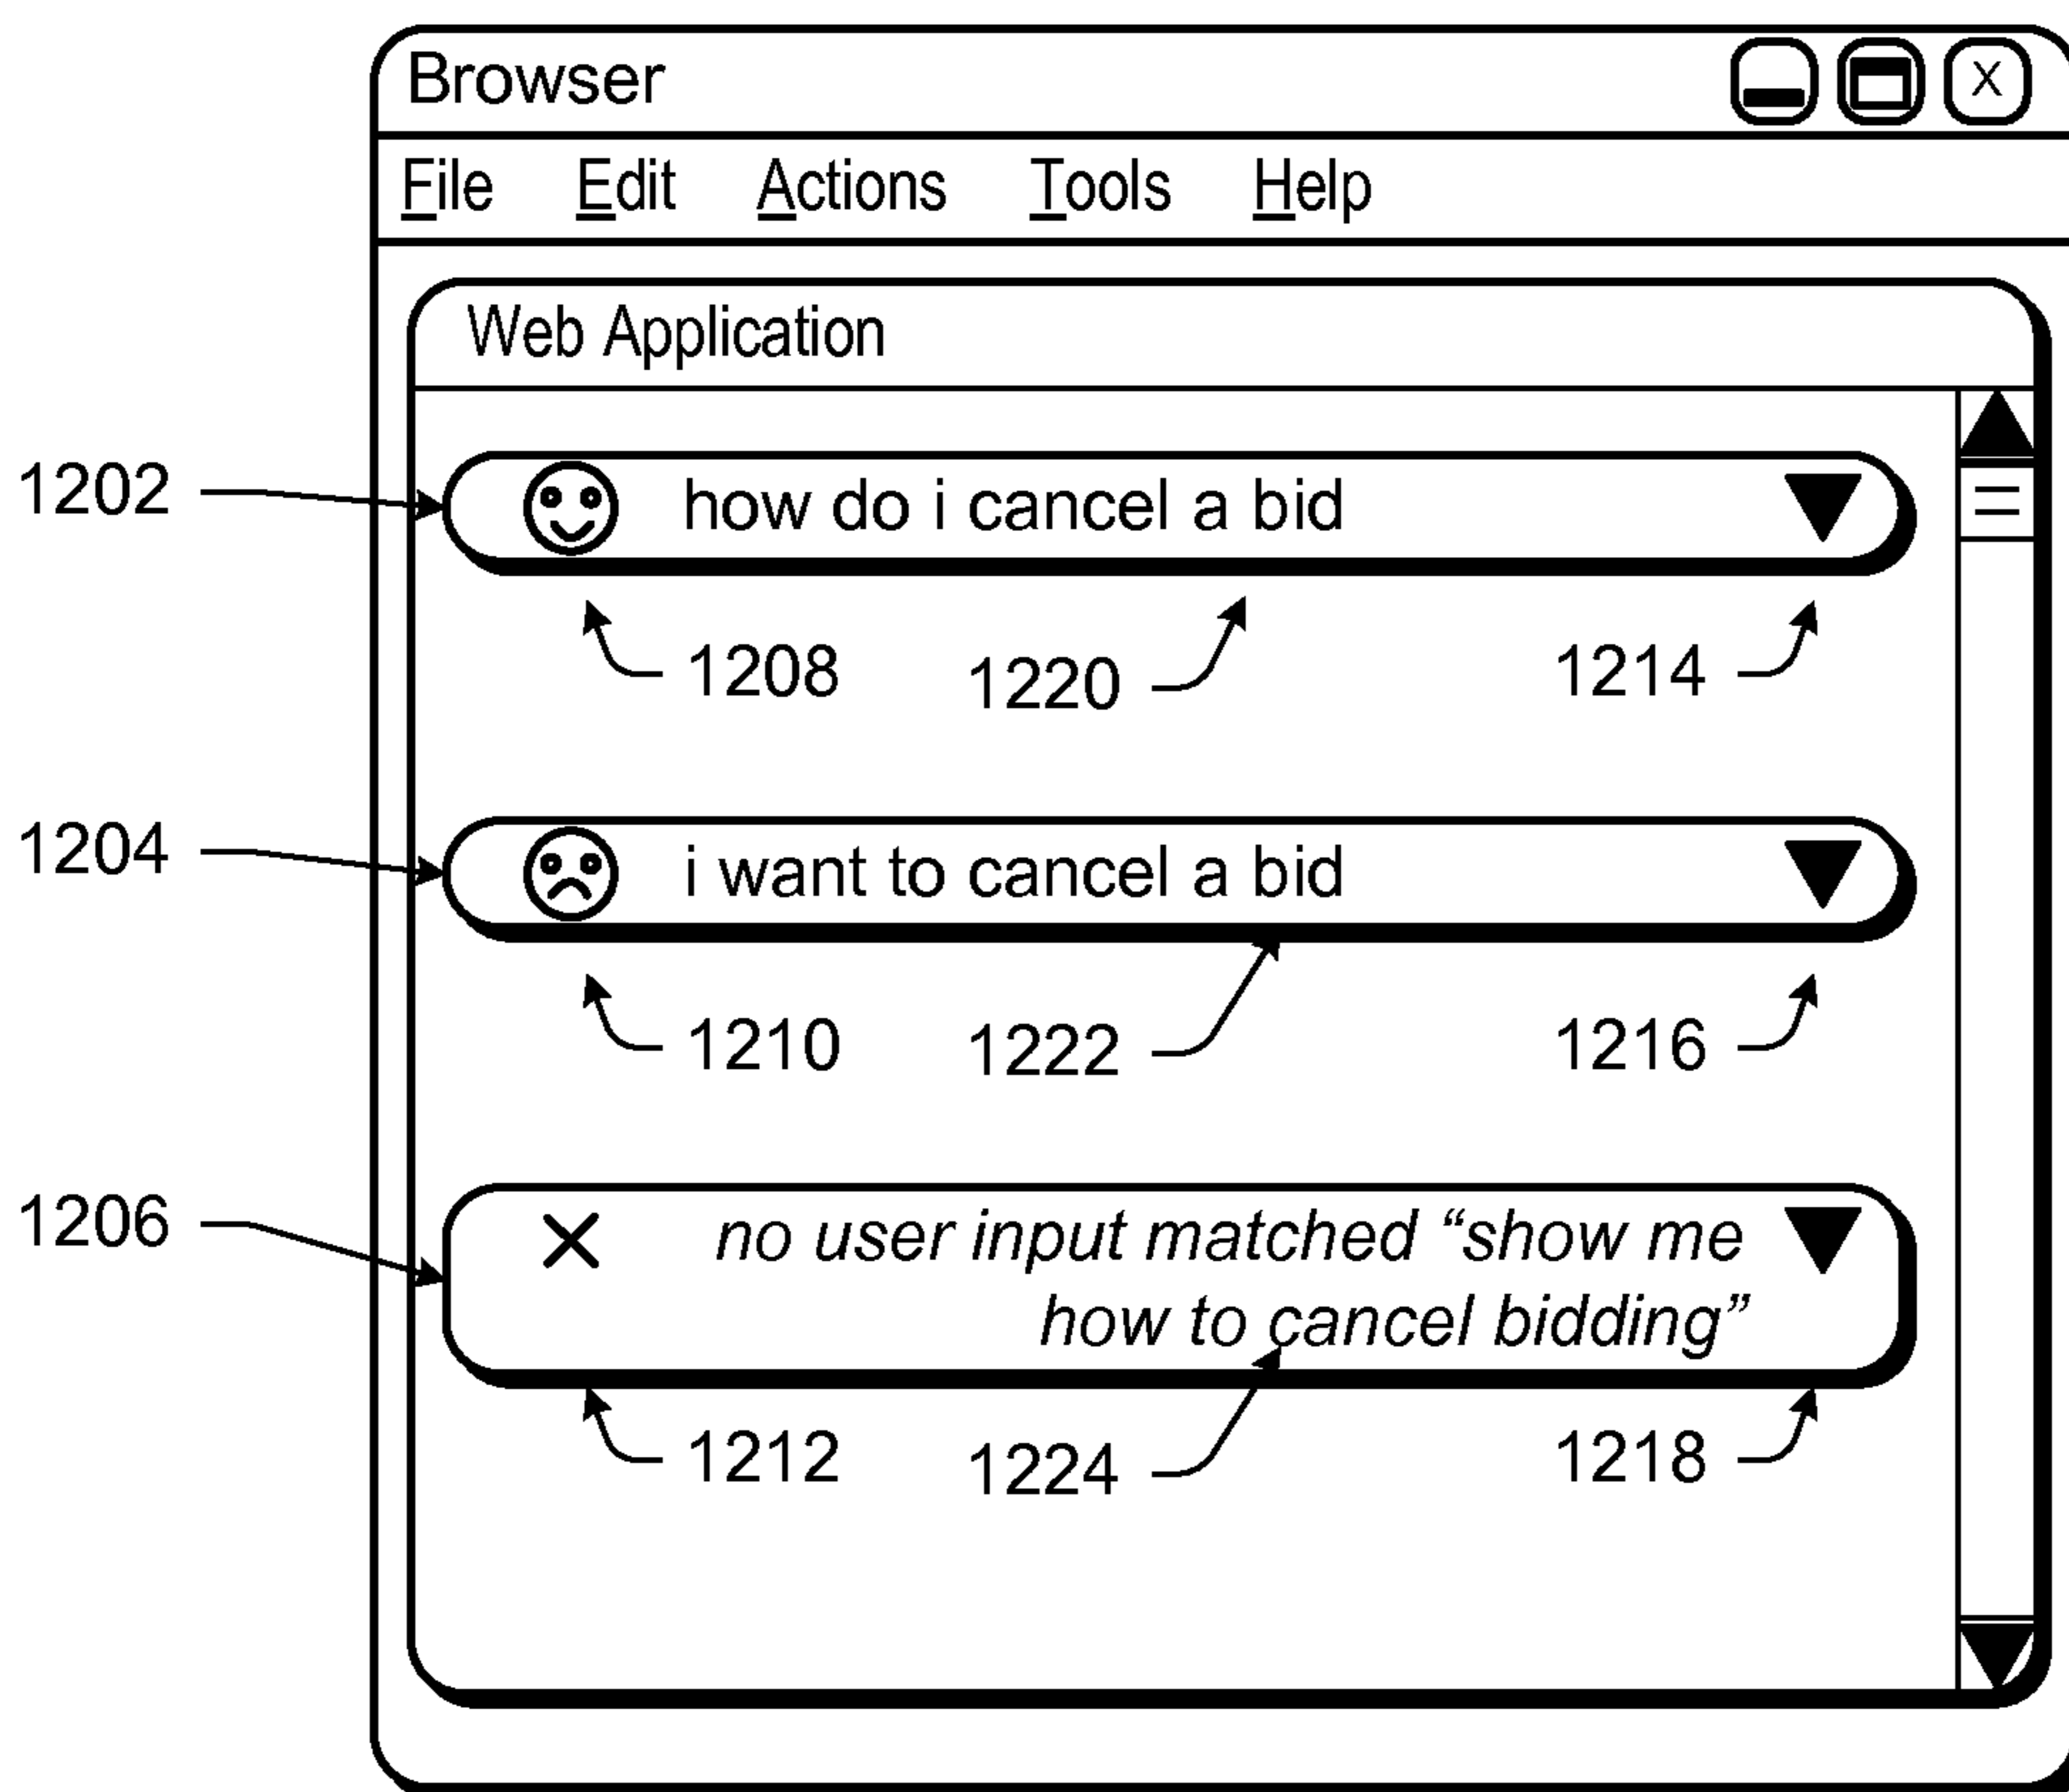 Browser X
File Edit Actions Tools Help
Web Application
1202 how do i cancel a bid
1208 1220 1214
1204 i want to cancel a bid
1210 1222 1216
1206 no user input matched “show me
how to cancel bidding”
1212 1224 1218